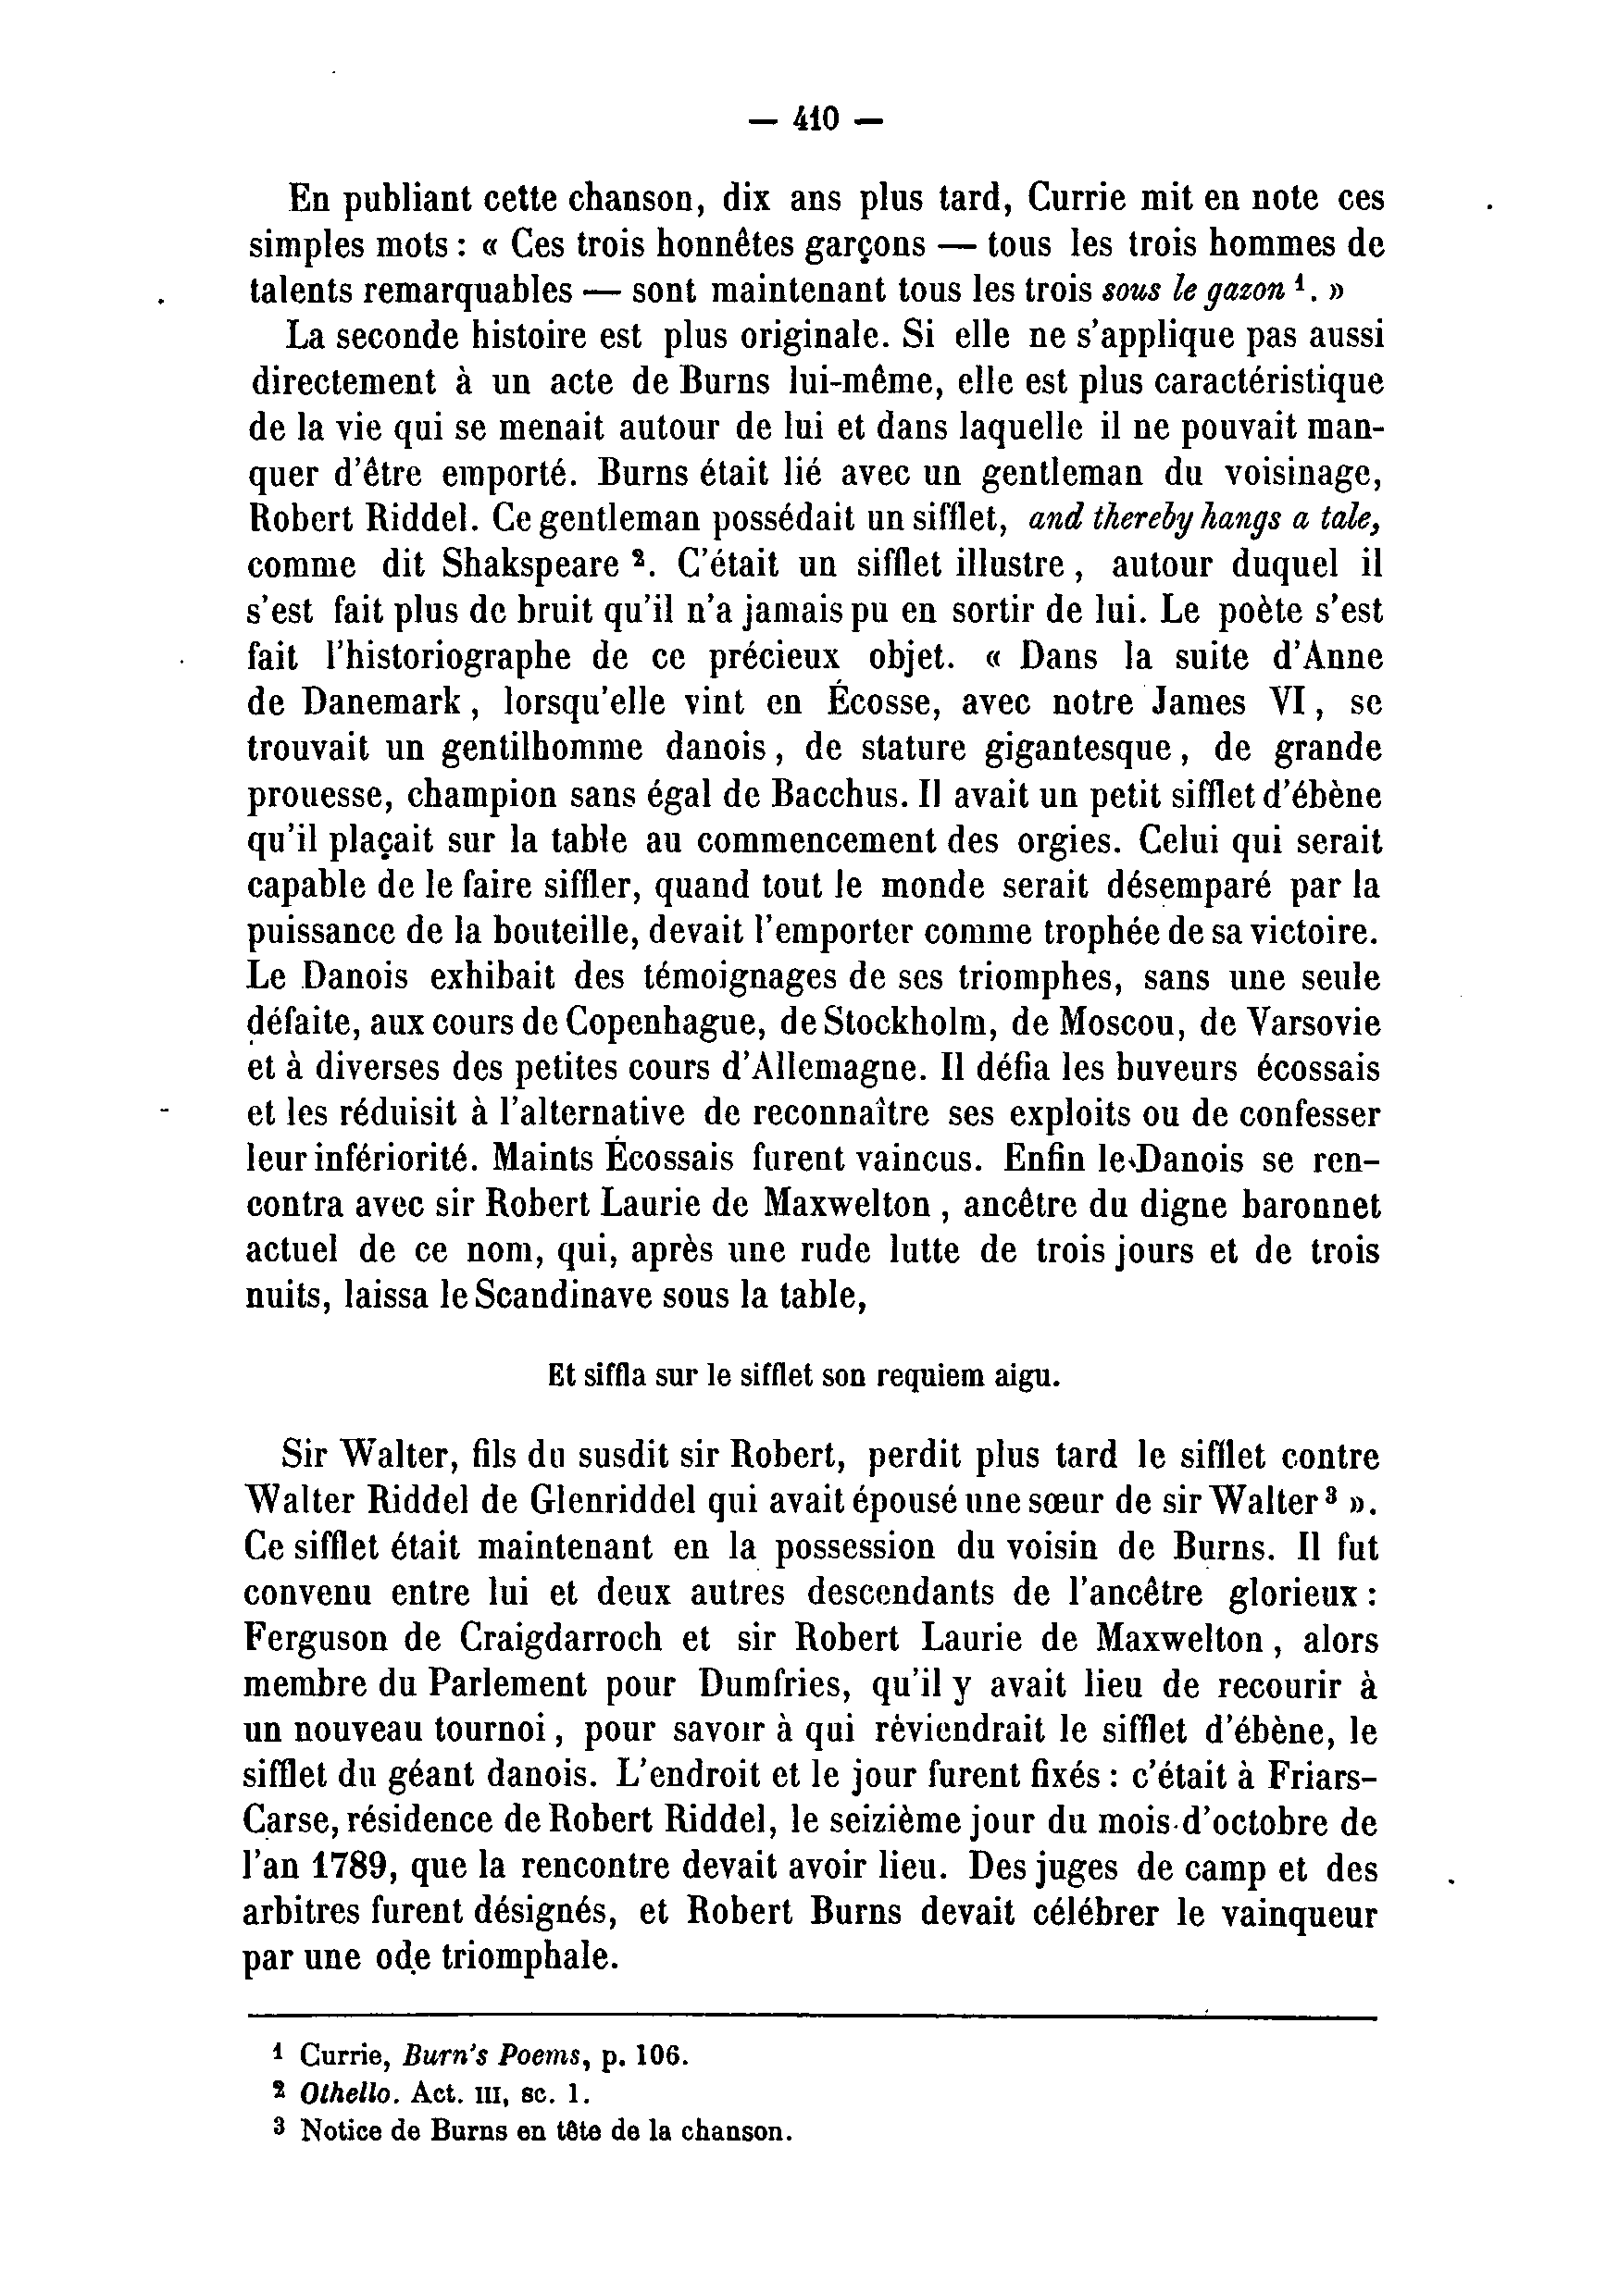 — 410 —
En publiant cette chanson, dix ans plus tard, Currie mit en note ces
simples mots : « Ces trois honnêtes garçons — tous les trois hommes de
talents remarquables — sont maintenant tous les trois sous le gazon ¹. »
La seconde histoire est plus originale. Si elle ne s'applique pas aussi
directement à un acte de Burns lui-même, elle est plus caractéristique
de la vie qui se menait autour de lui et dans laquelle il ne pouvait man-
quer d'être emporté. Burns était lié avec un gentleman du voisinage,
Robert Riddel. Ce gentleman possédait un sifflet, and thereby hangs a tale,
comme dit Shakspeare ². C'était un sifflet illustre, autour duquel il
s'est fait plus de bruit qu'il n'a jamais pu en sortir de lui. Le poète s'est
fait l'historiographe de ce précieux objet. « Dans la suite d'Anne
de Danemark, lorsqu'elle vint en Écosse, avec notre James VI, se
trouvait un gentilhomme danois, de stature gigantesque, de grande
prouesse, champion sans égal de Bacchus. Il avait un petit sifflet d'ébène
qu'il plaçait sur la table au commencement des orgies. Celui qui serait
capable de le faire siffler, quand tout le monde serait désemparé par la
puissance de la bouteille, devait l'emporter comme trophée de sa victoire.
Le Danois exhibait des témoignages de ses triomphes, sans une seule
défaite, aux cours de Copenhague, de Stockholm, de Moscou, de Varsovie
et à diverses des petites cours d'Allemagne. Il défia les buveurs écossais
et les réduisit à l'alternative de reconnaître ses exploits ou de confesser
leur infériorité. Maints Écossais furent vaincus. Enfin le Danois se ren-
contra avec sir Robert Laurie de Maxwelton, ancêtre du digne baronnet
actuel de ce nom, qui, après une rude lutte de trois jours et de trois
nuits, laissa le Scandinave sous la table,
Et siffla sur le sifflet son requiem aigu.
Sir Walter, fils du susdit sir Robert, perdit plus tard le sifflet contre
Walter Riddel de Glenriddel qui avait épousé une sœur de sir Walter ³ ».
Ce sifflet était maintenant en la possession du voisin de Burns. Il fut
convenu entre lui et deux autres descendants de l'ancêtre glorieux :
Ferguson de Craigdarroch et sir Robert Laurie de Maxwelton, alors
membre du Parlement pour Dumfries, qu'il y avait lieu de recourir à
un nouveau tournoi, pour savoir à qui réviendrait le sifflet d'ébène, le
sifflet du géant danois. L'endroit et le jour furent fixés : c'était à Friars-
Carse, résidence de Robert Riddel, le seizième jour du mois d'octobre de
l'an 1789, que la rencontre devait avoir lieu. Des juges de camp et des
arbitres furent désignés, et Robert Burns devait célébrer le vainqueur
par une ode triomphale.
¹ Currie, Burn's Poems, p. 106.
² Othello. Act. III, sc. 1.
³ Notice de Burns en tête de la chanson.